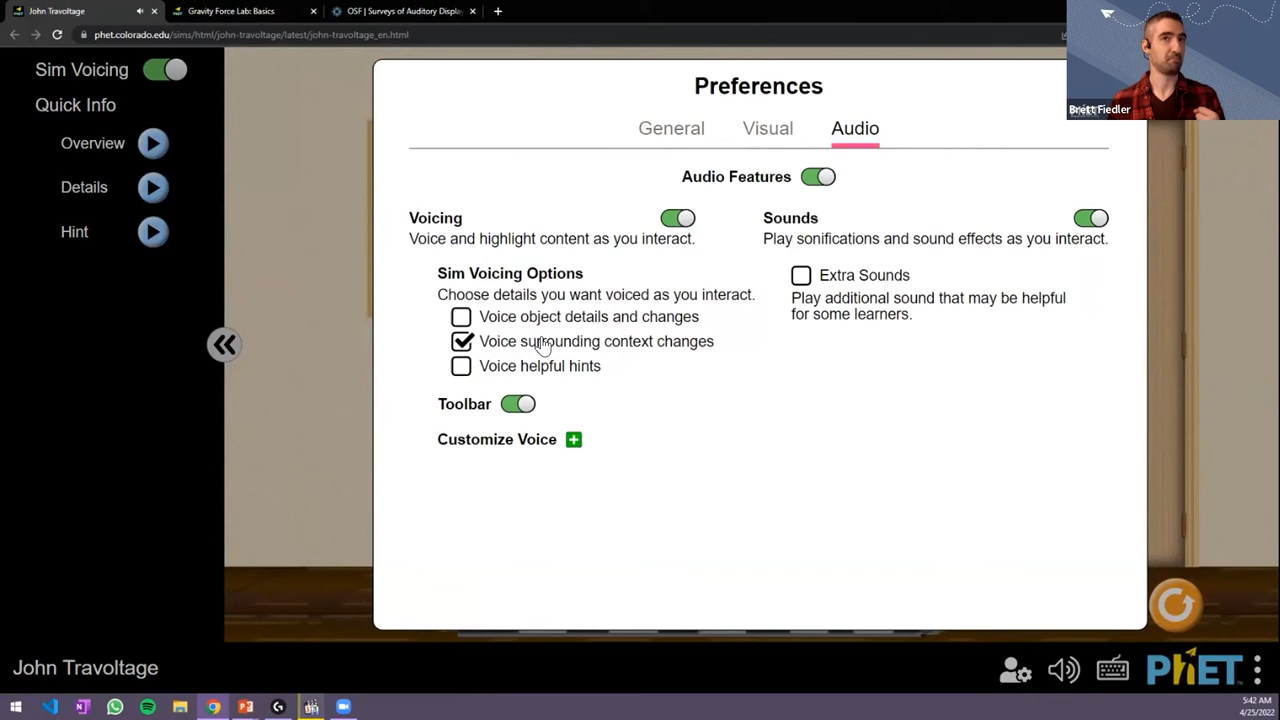 John Travoltage
Gravity Force Lab: Basics
OSF | Surveys of Auditory Displa
phet.colorado.edu/sims/html/john-travoltage/latest/john-travoltage_en.html
Brett Fiedler
Sim Voicing
Quick Info
Overview
Details
Hint
Preferences
General Visual Audio
Audio Features
Voicing
Voice and highlight content as you interact.
Sim Voicing Options
Choose details you want voiced as you interact.
Voice object details and changes
Voice surrounding context changes
Voice helpful hints
Toolbar
Customize Voice
Sounds
Play sonifications and sound effects as you interact.
Extra Sounds
Play additional sound that may be helpful
for some learners.
John Travoltage
PhET
5:42 AM
4/25/2022